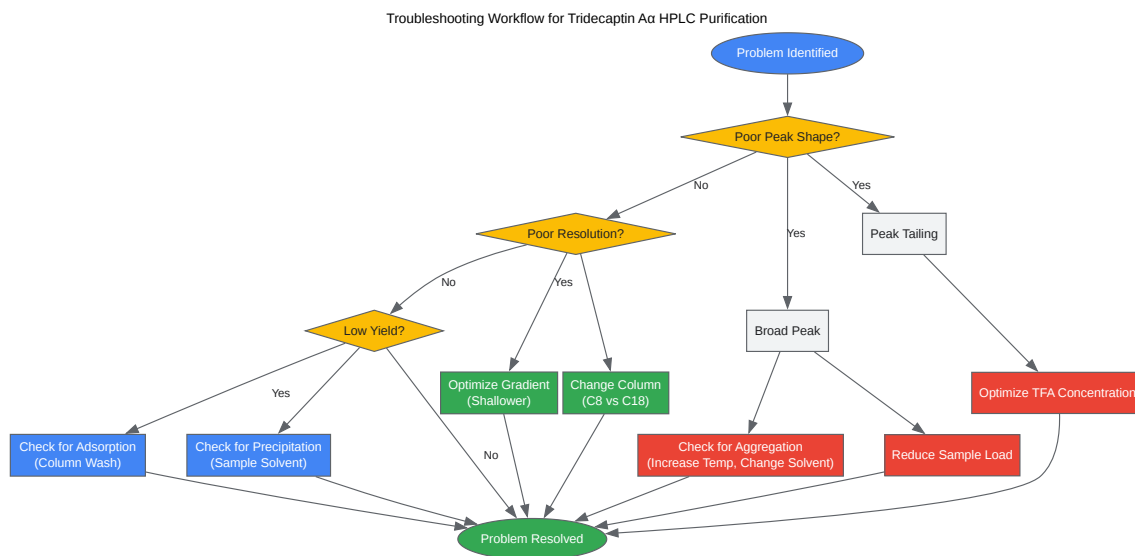 Troubleshooting Workflow for Tridecaptin Aα HPLC Purification
Problem Identified
Poor Peak Shape?
No
Yes
Yes
Peak Tailing
Poor Resolution?
No
Yes
Low Yield?
Broad Peak
Yes
Optimize Gradient
(Shallower)
Change Column
(C8 vs C18)
Optimize TFA Concentration
Check for Adsorption
(Column Wash)
Check for Precipitation
(Sample Solvent)
No
Check for Aggregation
(Increase Temp, Change Solvent)
Reduce Sample Load
Problem Resolved